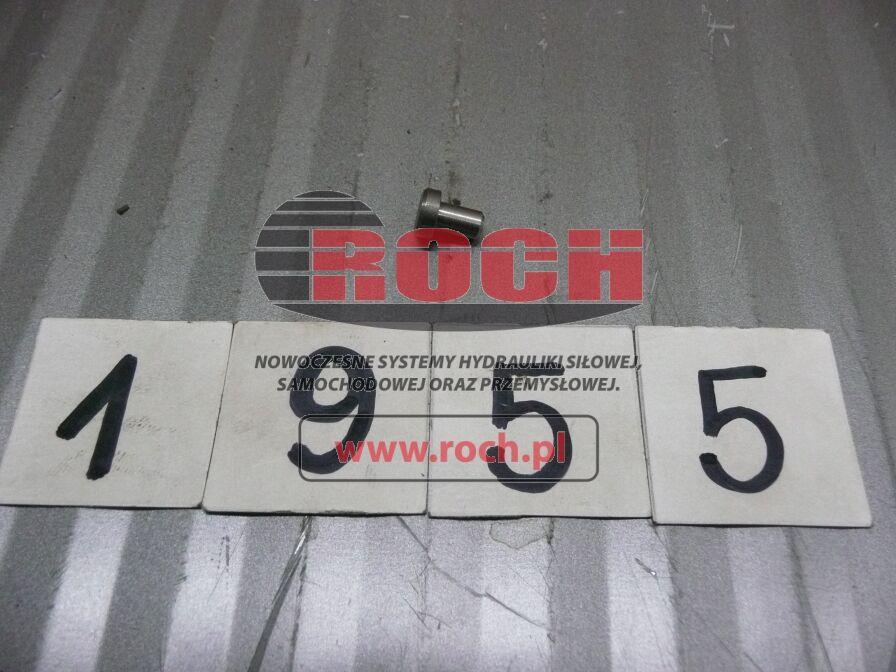 ROCH
NOWOCZESNE SYSTEMY HYDRAULIKI SIŁOWEJ,
SAMOCHODOWEJ ORAZ PRZEMYSŁOWEJ.
1 9 5 5
www.roch.pl